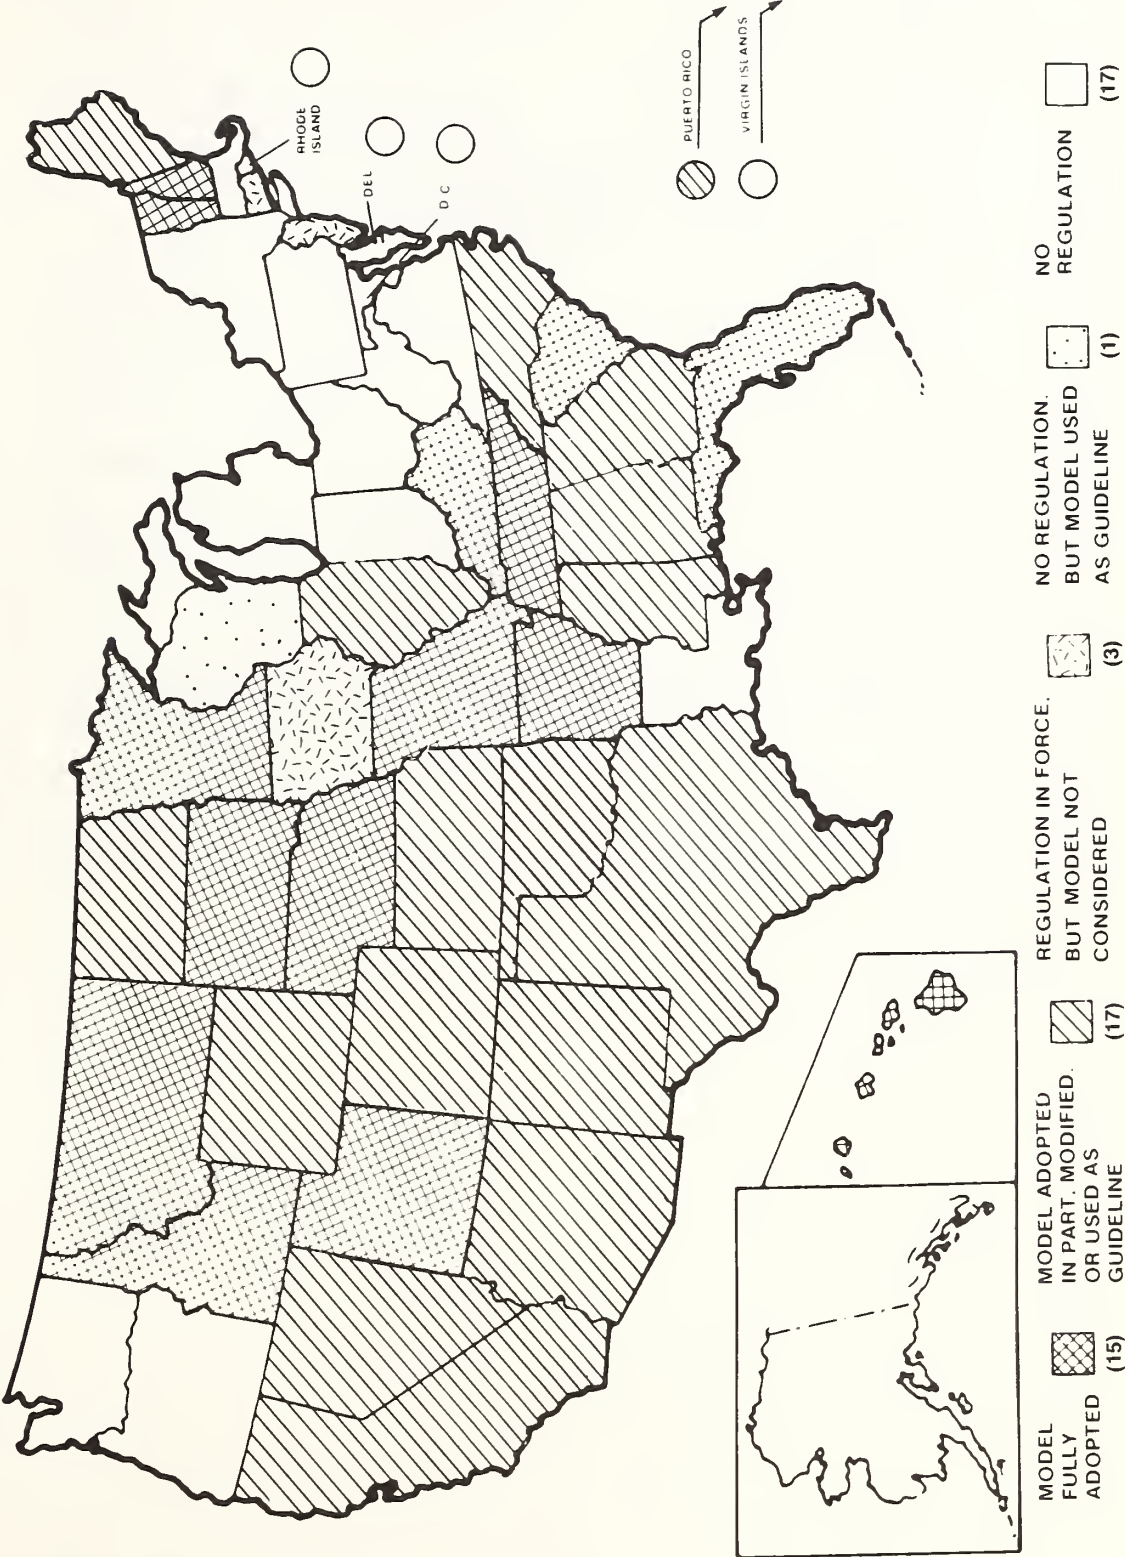 RHODE
ISLAND
DEL
D C
PUERTO RICO
VIRGIN ISLANDS
MODEL
FULLY
ADOPTED
(15)
MODEL ADOPTED
IN PART. MODIFIED.
OR USED AS
GUIDELINE
(17)
REGULATION IN FORCE.
BUT MODEL NOT
CONSIDERED
(3)
NO REGULATION.
BUT MODEL USED
AS GUIDELINE
(1)
NO
REGULATION
(17)